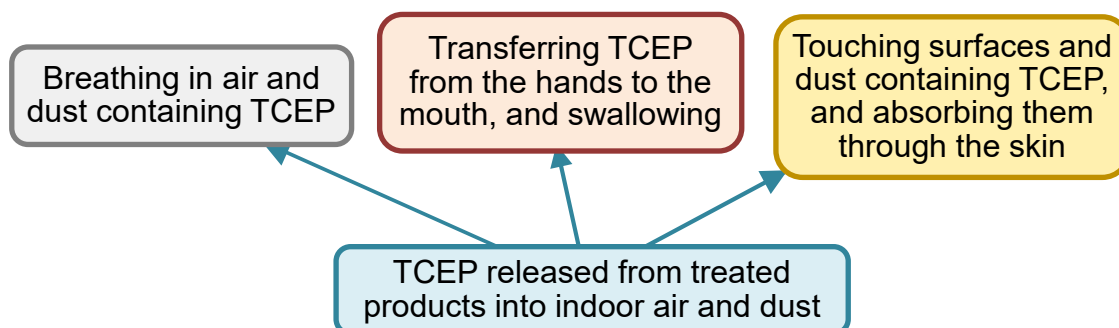 Breathing in air and
dust containing TCEP
Transferring TCEP
from the hands to the
mouth, and swallowing
Touching surfaces and
dust containing TCEP,
and absorbing them
through the skin
TCEP released from treated
products into indoor air and dust